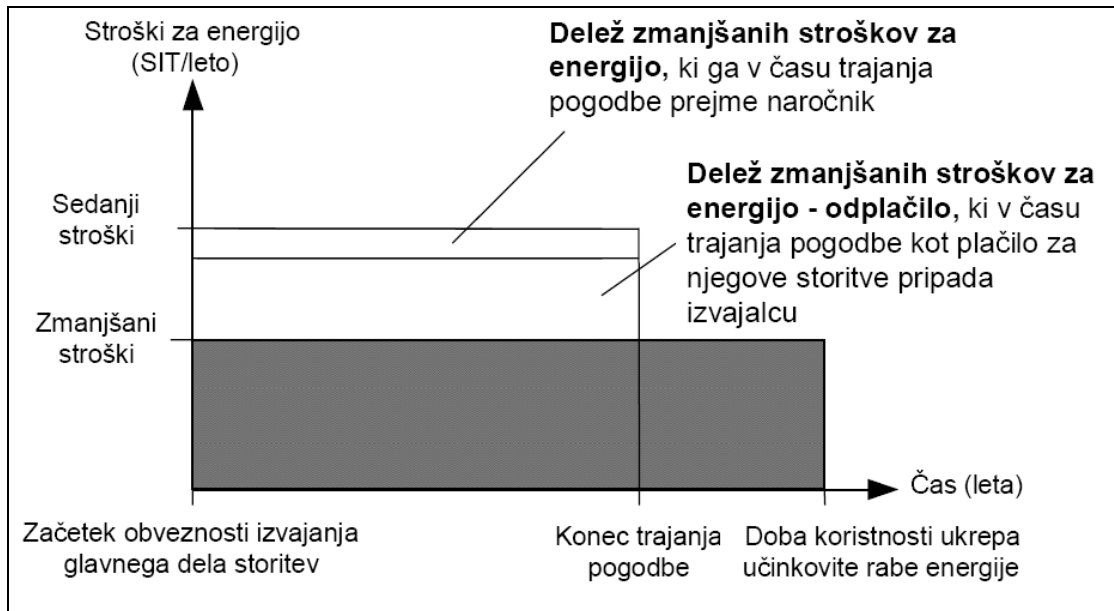 Stroški za energijo
(SIT/leto)
Delež zmanjšanih stroškov za
energijo, ki ga v času trajanja
pogodbe prejme naročnik
Delež zmanjšanih stroškov za
energijo - odplačilo, ki v času
trajanja pogodbe kot plačilo za
njegove storitve pripada
izvajalcu
Sedanji
stroški
Zmanjšani
stroški
Čas (leta)
Začetek obveznosti izvajanja
glavnega dela storitev
Konec trajanja
pogodbe
Doba koristnosti ukrepa
učinkovite rabe energije